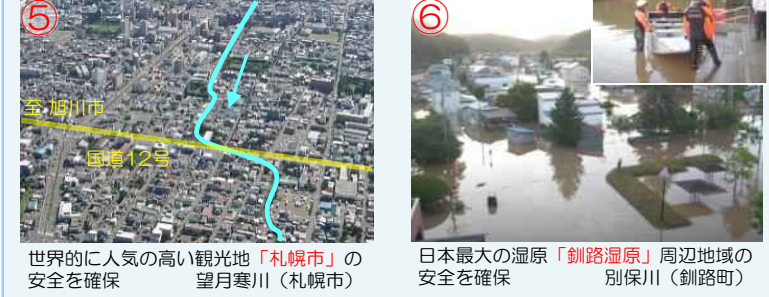 ⑤
至 旭川市
国道12号
世界的に人気の高い観光地「札幌市」の
安全を確保 望月寒川（札幌市）
⑥
日本最大の湿原「釧路湿原」周辺地域の
安全を確保 別保川（釧路町）